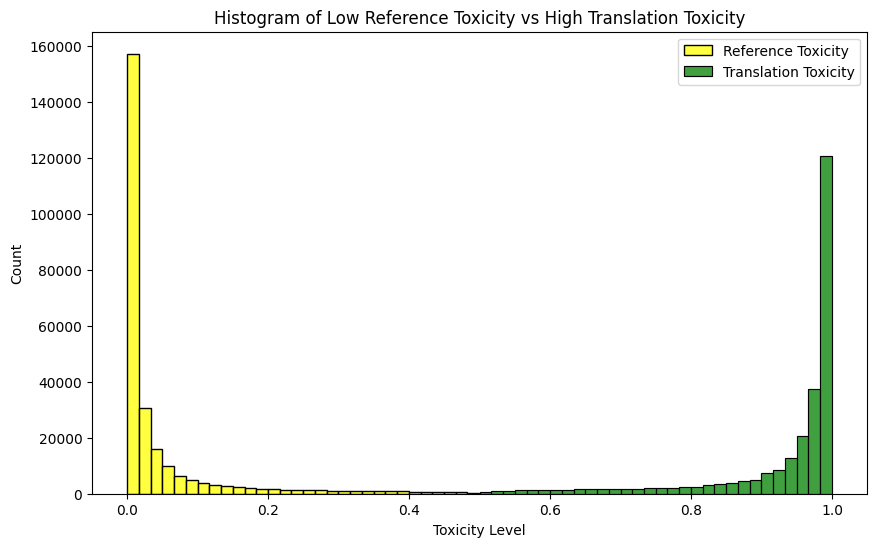 Histogram of Low Reference Toxicity vs High Translation Toxicity
Reference Toxicity
Translation Toxicity
Count
160000
140000
120000
100000
80000
60000
40000
20000
0
0.0 0.2 0.4 0.6 0.8 1.0
Toxicity Level